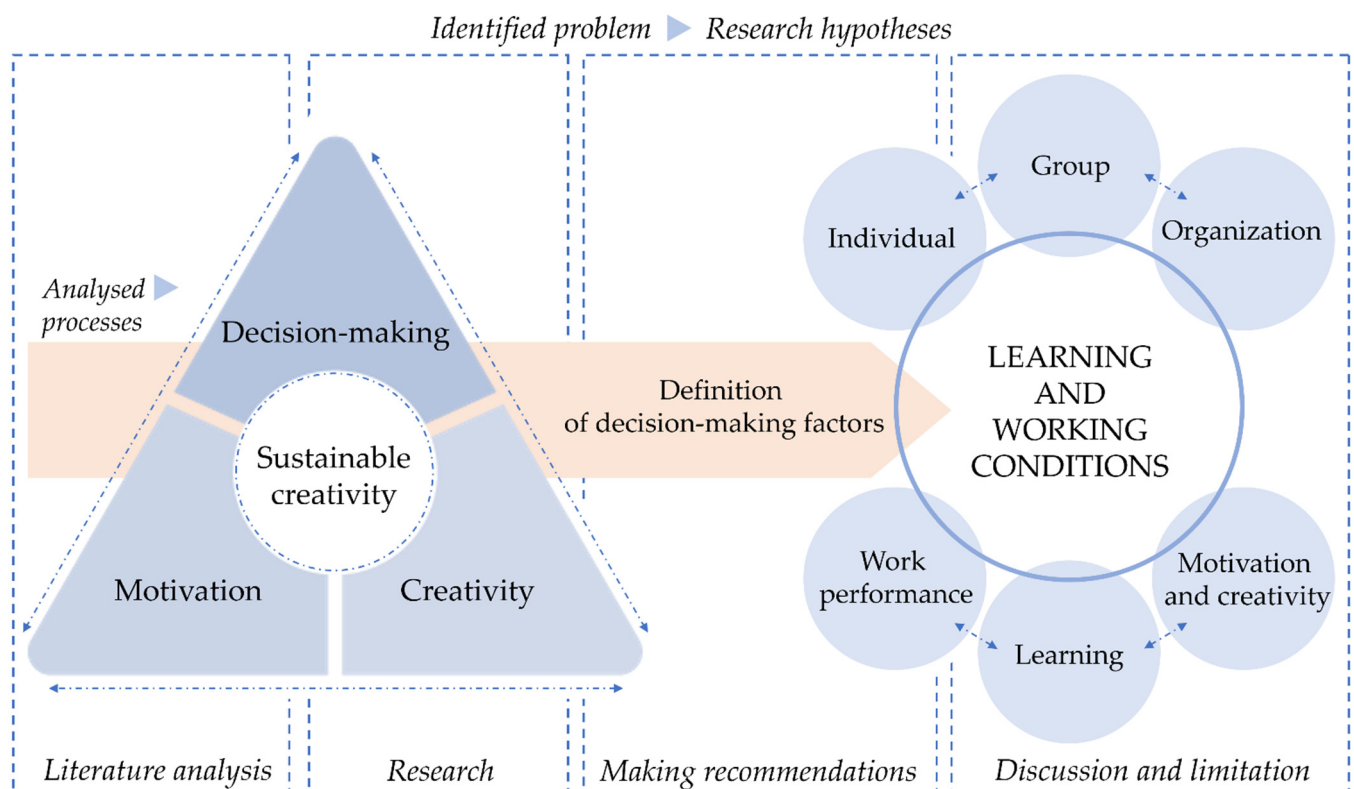 Identified problem Research hypotheses
Group
Individual
Organization
Analysed
processes
Decision-making
Definition
of decision-making factors
LEARNING
AND
WORKING
CONDITIONS
Sustainable
creativity
Motivation
Creativity
Work
performance
Motivation
and creativity
Learning
Literature analysis
Research
Making recommendations
Discussion and limitation